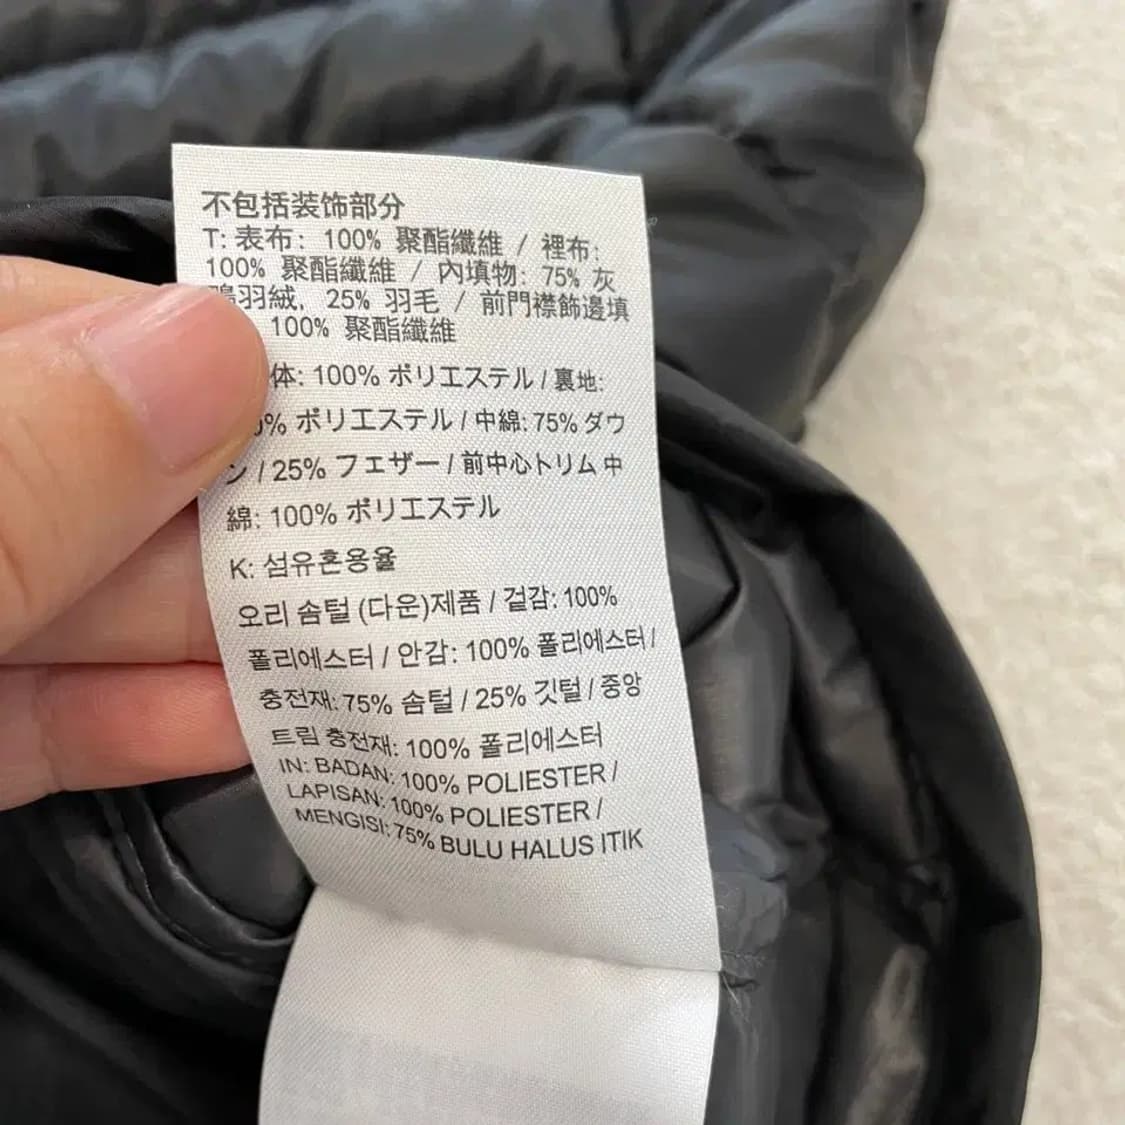 不包括装饰部分
T: 表布: 100% 聚酯纖維 / 裡布:
100% 聚酯纖維 / 內填物: 75% 灰
羽絨, 25% 羽毛 / 前門襟飾邊填
100% 聚酯纖維
体: 100% ポリエステル / 裏地:
0% ポリエステル / 中綿: 75% ダウ
ン / 25% フェザー / 前中心トリム 中
綿: 100% ポリエステル
K: 섬유혼용율
오리 솜털 (다운)제품 / 겉감: 100%
폴리에스터 / 안감: 100% 폴리에스터 /
충전재: 75% 솜털 / 25% 깃털 / 중앙
트림 충전재: 100% 폴리에스터
IN: BADAN: 100% POLIESTER /
LAPISAN: 100% POLIESTER /
MENGISI: 75% BULU HALUS ITIK